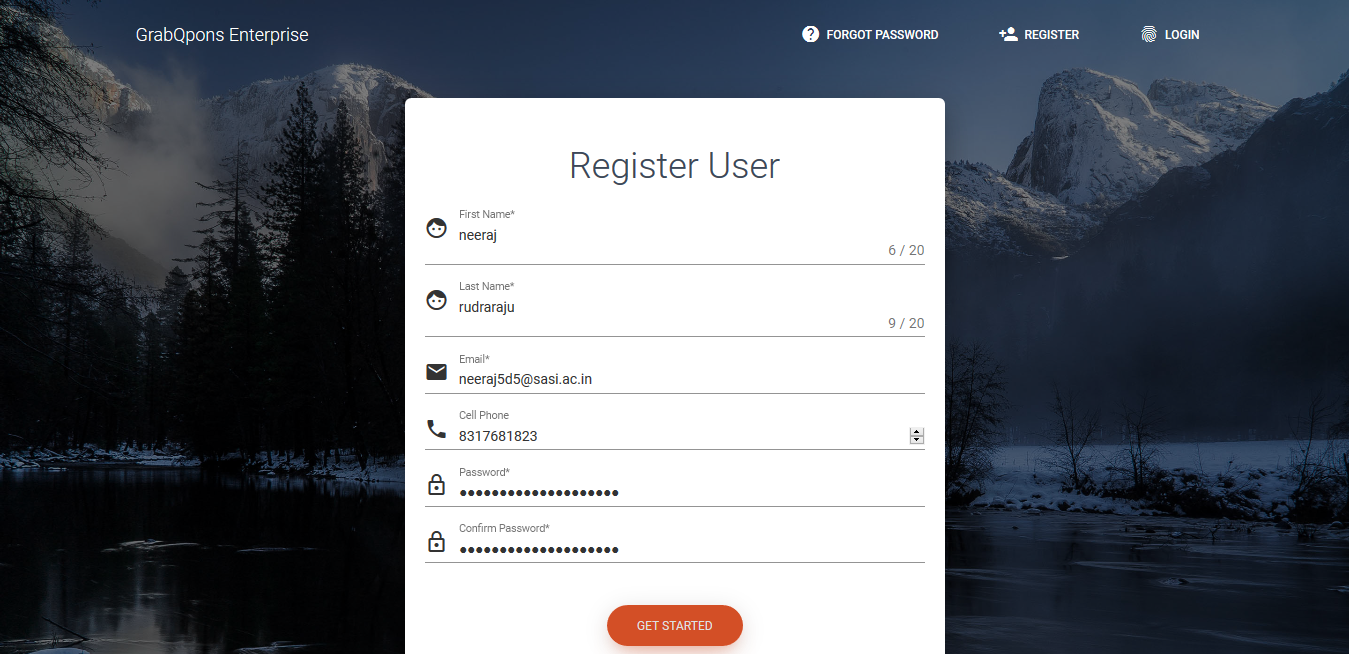 GrabQpons Enterprise
? FORGOT PASSWORD REGISTER LOGIN
Register User
First Name*
neeraj
6 / 20
Last Name*
rudraraju
9 / 20
Email*
neeraj5d5@sasi.ac.in
Cell Phone
8317681823
Password*
●●●●●●●●●●●●●●●●●●●●
Confirm Password*
●●●●●●●●●●●●●●●●●●●●
GET STARTED